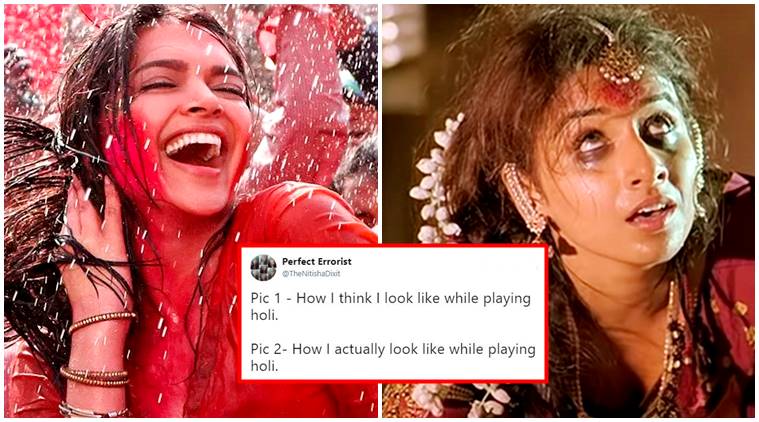 Perfect Errorist
@TheNitishaDixit
Pic 1 - How I think I look like while playing
holi.
Pic 2- How I actually look like while playing
holi.